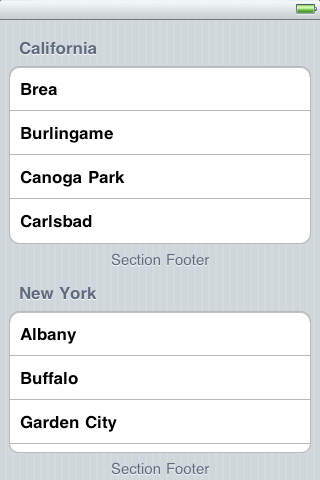 California
Brea
Burlingame
Canoga Park
Carlsbad
Section Footer
New York
Albany
Buffalo
Garden City
Section Footer